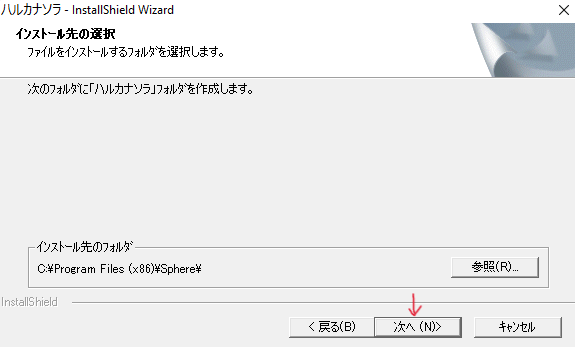 ハルカナソラ - InstallShield Wizard
インストール先の選択
ファイルをインストールするフォルダを選択します。
次のフォルダに「ハルカナソラ」フォルダを作成します。
インストール先のフォルダ
C:¥Program Files (x86)¥Sphere¥
参照(R)...
InstallShield
< 戻る(B)
次へ (N)>
キャンセル